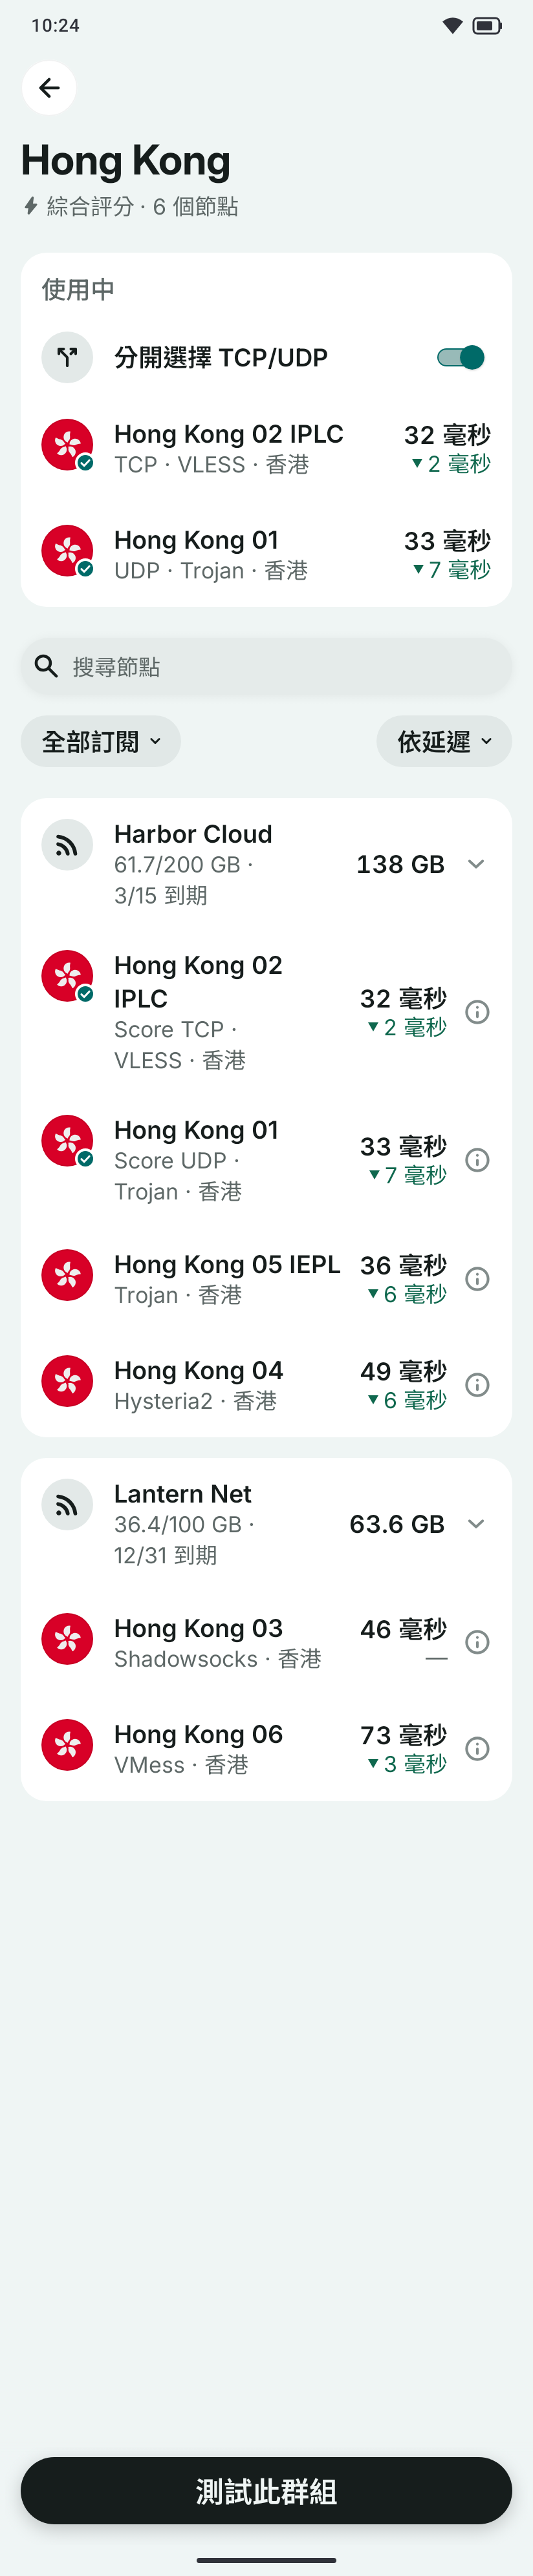 10:24
Hong Kong
綜合評分 · 6 個節點
使用中
分開選擇 TCP/UDP
Hong Kong 02 IPLC
32 毫秒
TCP · VLESS · 香港
▼2 毫秒
Hong Kong 01
33 毫秒
UDP · Trojan · 香港
▼7 毫秒
搜尋節點
全部訂閱
依延遲
Harbor Cloud
61.7/200 GB ·
3/15 到期
138 GB
Hong Kong 02
IPLC
Score TCP ·
VLESS · 香港
32 毫秒
▼2 毫秒
Hong Kong 01
Score UDP ·
Trojan · 香港
33 毫秒
▼7 毫秒
Hong Kong 05 IEPL
36 毫秒
Trojan · 香港
▼6 毫秒
Hong Kong 04
49 毫秒
Hysteria2 · 香港
▼6 毫秒
Lantern Net
36.4/100 GB ·
12/31 到期
63.6 GB
Hong Kong 03
46 毫秒
Shadowsocks · 香港
—
Hong Kong 06
73 毫秒
VMess · 香港
▼3 毫秒
測試此群組